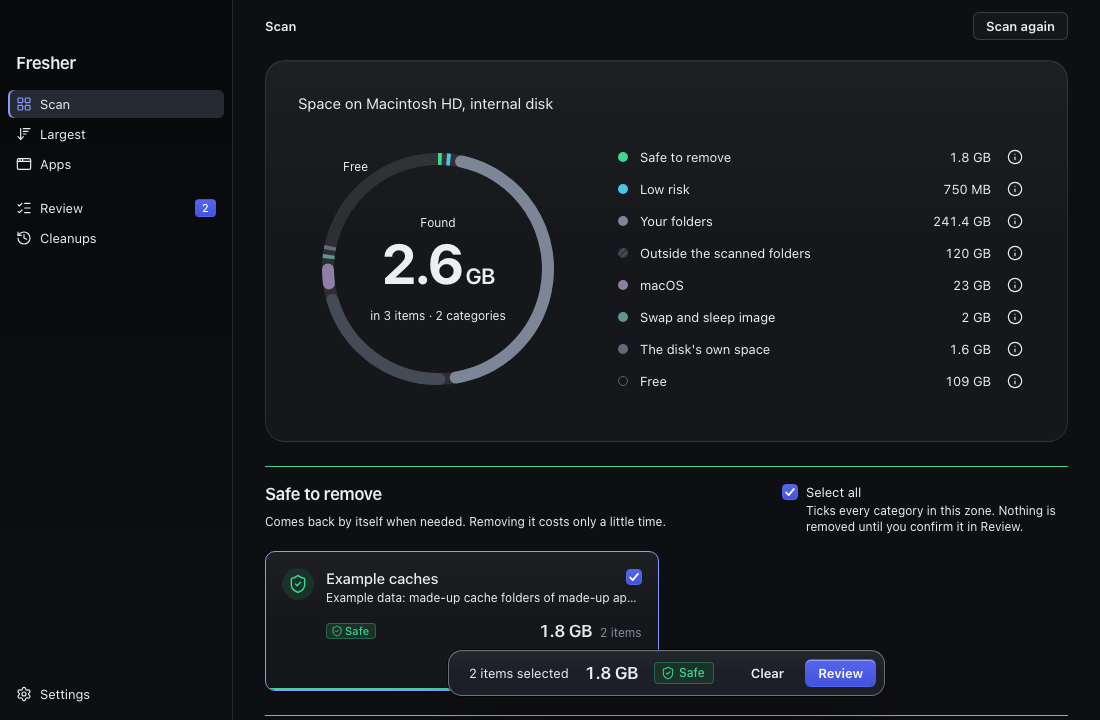 Fresher
Scan
Largest
Apps
Review 2
Cleanups
Settings
Scan
Scan again
Space on Macintosh HD, internal disk
Free
Found
2.6 GB
in 3 items · 2 categories
Safe to remove 1.8 GB
Low risk 750 MB
Your folders 241.4 GB
Outside the scanned folders 120 GB
macOS 23 GB
Swap and sleep image 2 GB
The disk's own space 1.6 GB
Free 109 GB
Safe to remove
Comes back by itself when needed. Removing it costs only a little time.
Select all
Ticks every category in this zone. Nothing is
removed until you confirm it in Review.
Example caches
Example data: made-up cache folders of made-up ap…
Safe 1.8 GB 2 items
2 items selected 1.8 GB Safe Clear Review